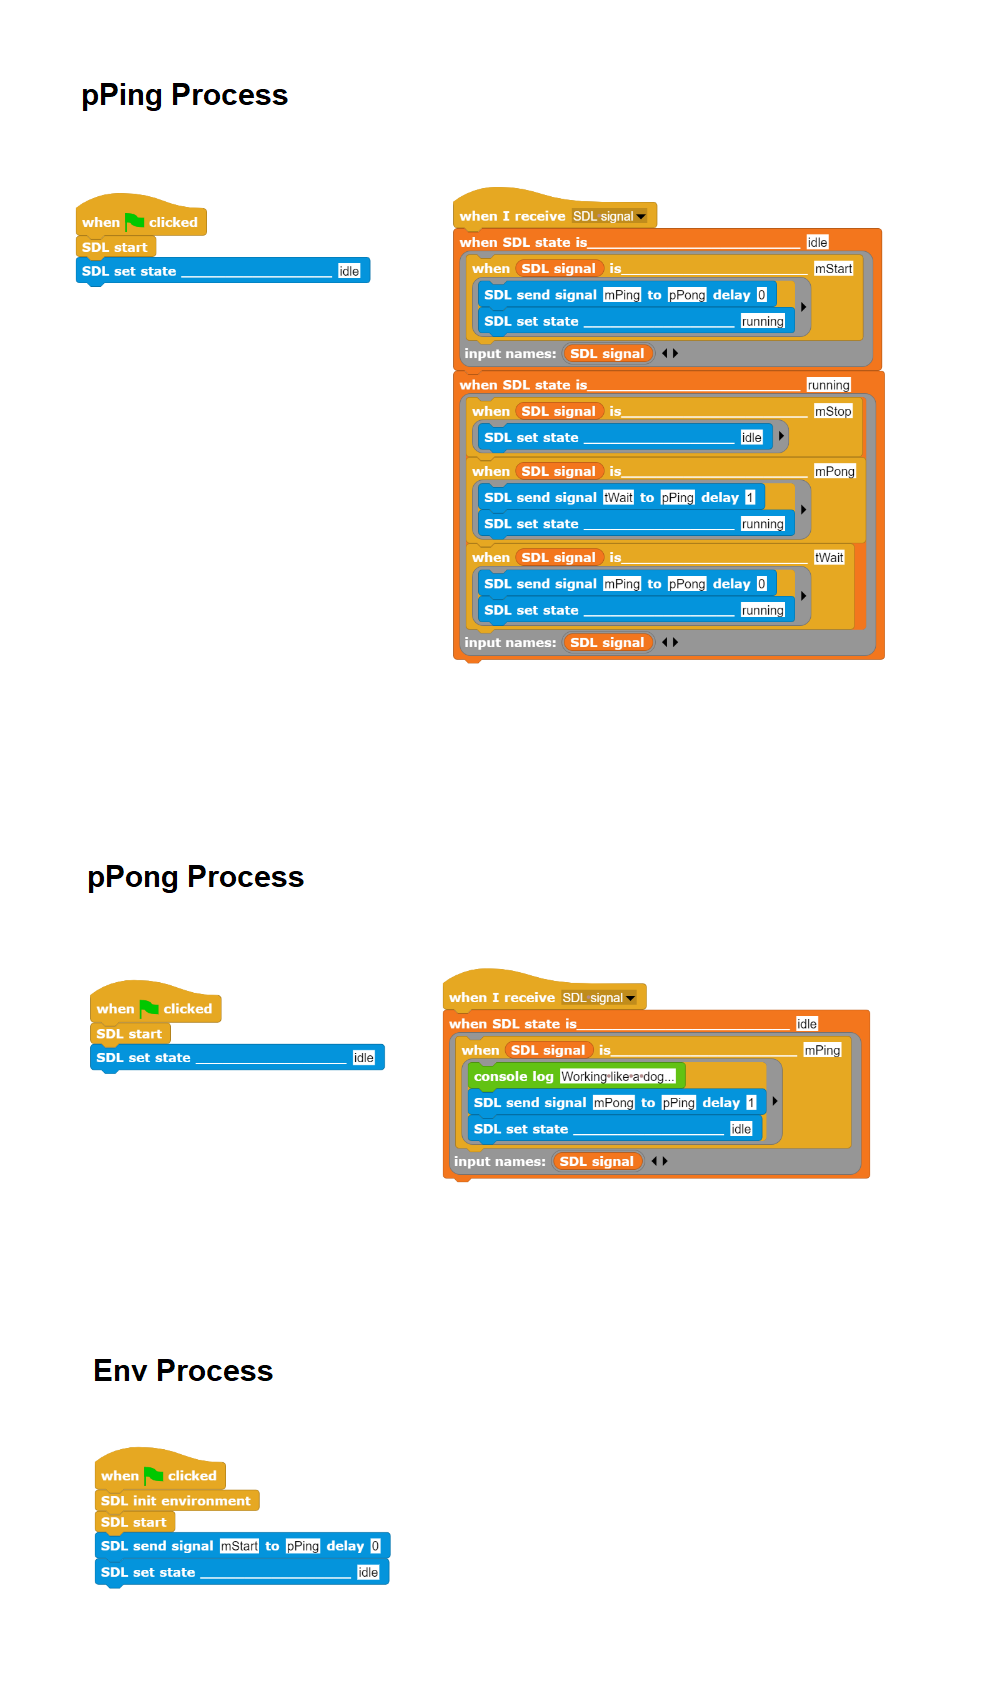 pPing Process
when clicked
SDL start
SDL set state idle
when I receive SDL signal
when SDL state is idle
when SDL signal is mStart
SDL send signal mPing to pPong delay 0
SDL set state running
input names: SDL signal
when SDL state is running
when SDL signal is mStop
SDL set state idle
when SDL signal is mPong
SDL send signal tWait to pPing delay 1
SDL set state running
when SDL signal is tWait
SDL send signal mPing to pPong delay 0
SDL set state running
input names: SDL signal
pPong Process
when clicked
SDL start
SDL set state idle
when I receive SDL signal
when SDL state is idle
when SDL signal is mPing
console log Working•like•a•dog...
SDL send signal mPong to pPing delay 1
SDL set state idle
input names: SDL signal
Env Process
when clicked
SDL init environment
SDL start
SDL send signal mStart to pPing delay 0
SDL set state idle